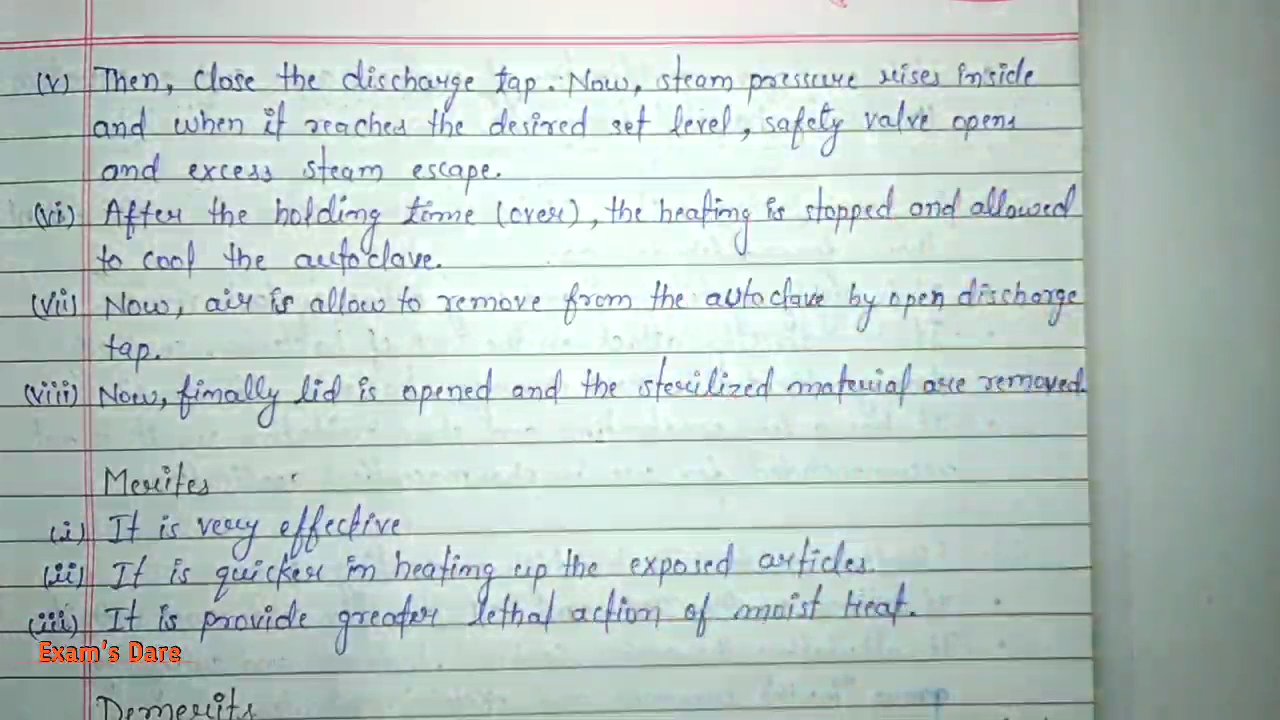 (v) Then, close the discharge tap. Now, steam pressure rises inside
and when it reached the desired set level, safety valve opens
and excess steam escape.
(vi) After the holding time (over), the heating is stopped and allowed
to cool the autoclave.
(vii) Now, air is allow to remove from the autoclave by open discharge
tap.
(viii) Now, finally lid is opened and the sterilized material are removed.
Merites
(i) It is very effective
(ii) It is quicker in heating up the exposed articles.
(iii) It is provide greater lethal action of moist heat.
Exam's Dare
Demerits